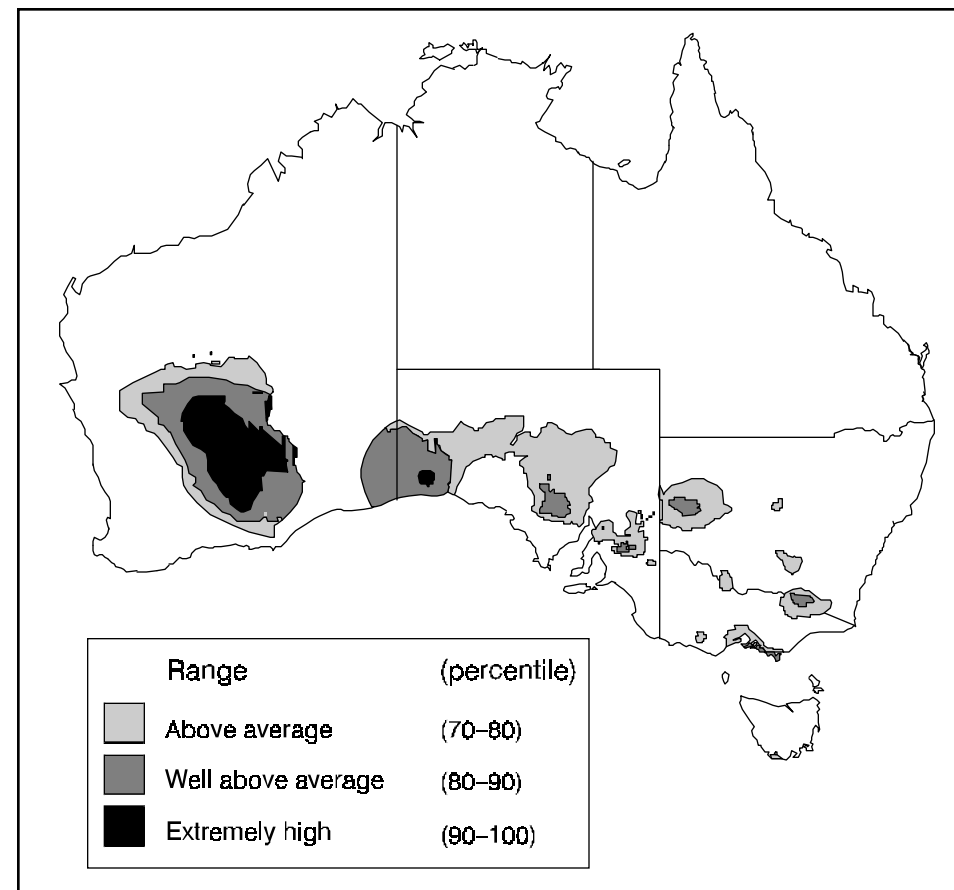 Range (percentile)
Above average (70–80)
Well above average (80–90)
Extremely high (90–100)